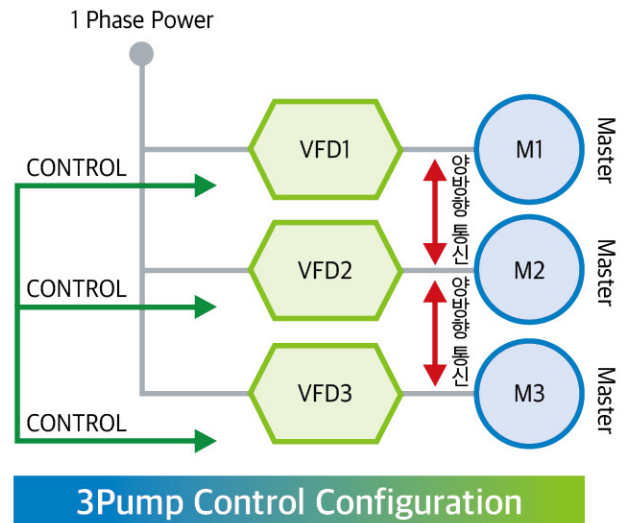 1 Phase Power
VFD1
M1
Master
CONTROL
양방향 통신
VFD2
M2
Master
CONTROL
양방향 통신
VFD3
M3
Master
CONTROL
3Pump Control Configuration